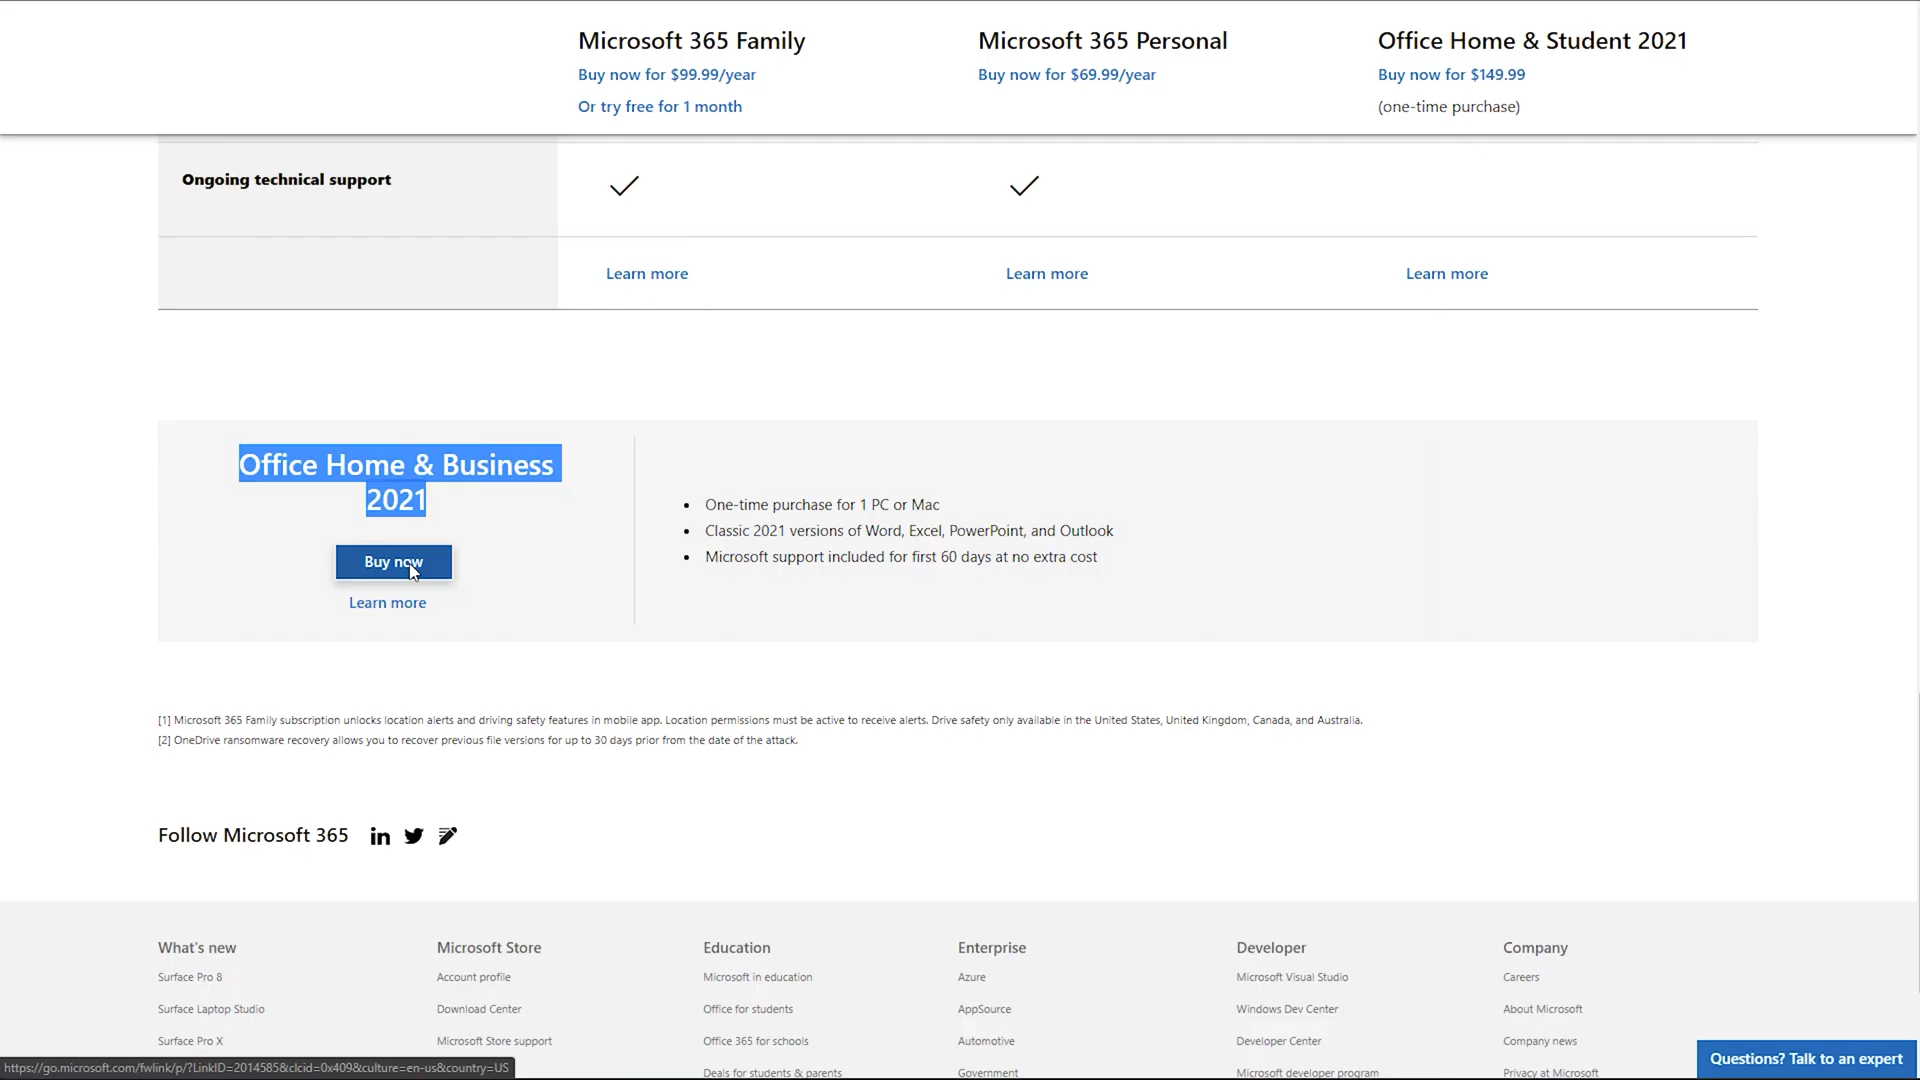 Microsoft 365 Family
Microsoft 365 Personal
Office Home & Student 2021
Buy now for $99.99/year
Buy now for $69.99/year
Buy now for $149.99
Or try free for 1 month
(one-time purchase)
Ongoing technical support
Learn more
Learn more
Learn more
Office Home & Business
2021
Buy now
Learn more
One-time purchase for 1 PC or Mac
Classic 2021 versions of Word, Excel, PowerPoint, and Outlook
Microsoft support included for first 60 days at no extra cost
[1] Microsoft 365 Family subscription unlocks location alerts and driving safety features in mobile app. Location permissions must be active to receive alerts. Drive safety only available in the United States, United Kingdom, Canada, and Australia.
[2] OneDrive ransomware recovery allows you to recover previous file versions for up to 30 days prior from the date of the attack.
Follow Microsoft 365
What's new
Surface Pro 8
Surface Laptop Studio
Surface Pro X
Microsoft Store
Account profile
Download Center
Microsoft Store support
Education
Microsoft in education
Office for students
Office 365 for schools
Deals for students & parents
Enterprise
Azure
AppSource
Automotive
Government
Developer
Microsoft Visual Studio
Windows Dev Center
Developer Center
Microsoft developer program
Company
Careers
About Microsoft
Company news
Privacy at Microsoft
Questions? Talk to an expert
https://go.microsoft.com/fwlink/p/?LinkID=2014585&clcid=0x409&culture=en-us&country=US